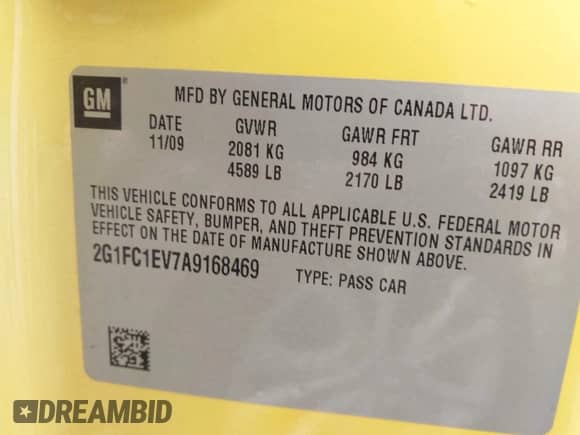 GM ®
MFD BY GENERAL MOTORS OF CANADA LTD.
DATE GVWR GAWR FRT GAWR RR
11/09 2081 KG 984 KG 1097 KG
4589 LB 2170 LB 2419 LB
THIS VEHICLE CONFORMS TO ALL APPLICABLE U.S. FEDERAL MOTOR
VEHICLE SAFETY, BUMPER, AND THEFT PREVENTION STANDARDS IN
EFFECT ON THE DATE OF MANUFACTURE SHOWN ABOVE.
2G1FC1EV7A9168469 TYPE: PASS CAR
DREAMBID